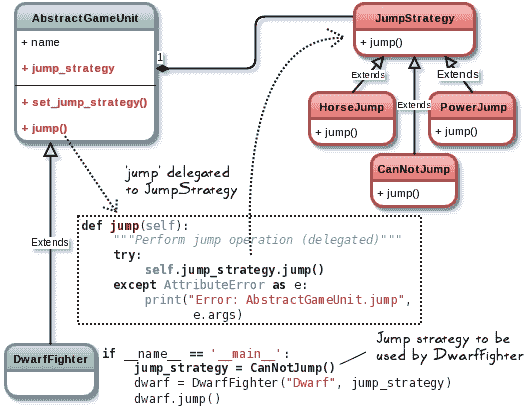 AbstractGameUnit
+ name
+ jump_strategy
+ set_jump_strategy()
+ jump()
1
JumpStrategy
+ jump()
Extends
Extends
Extends
HorseJump
+ jump()
PowerJump
+ jump()
CanNotJump
+ jump()
'jump' delegated
to JumpStrategy
def jump(self):
"""Perform jump operation (delegated)"""
try:
self.jump_strategy.jump()
except AttributeError as e:
print("Error: AbstractGameUnit.jump",
e.args)
Extends
DwarfFighter
if __name__ == '__main__':
jump_strategy = CanNotJump()
dwarf = DwarfFighter("Dwarf", jump_strategy)
dwarf.jump()
Jump strategy to be
used by DwarfFighter